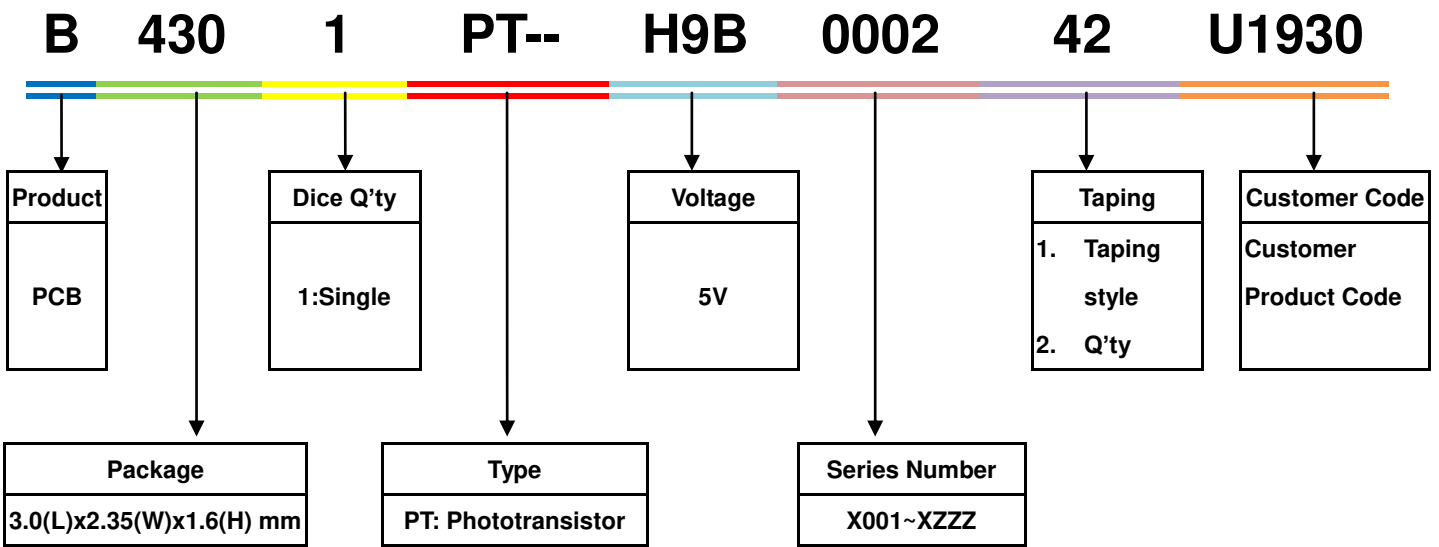 B 430 1 PT-- H9B 0002 42 U1930
Product
PCB
Dice Q’ty
1:Single
Voltage
5V
Taping
1. Taping
style
2. Q’ty
Customer Code
Customer
Product Code
Package
3.0(L)x2.35(W)x1.6(H) mm
Type
PT: Phototransistor
Series Number
X001~XZZZ